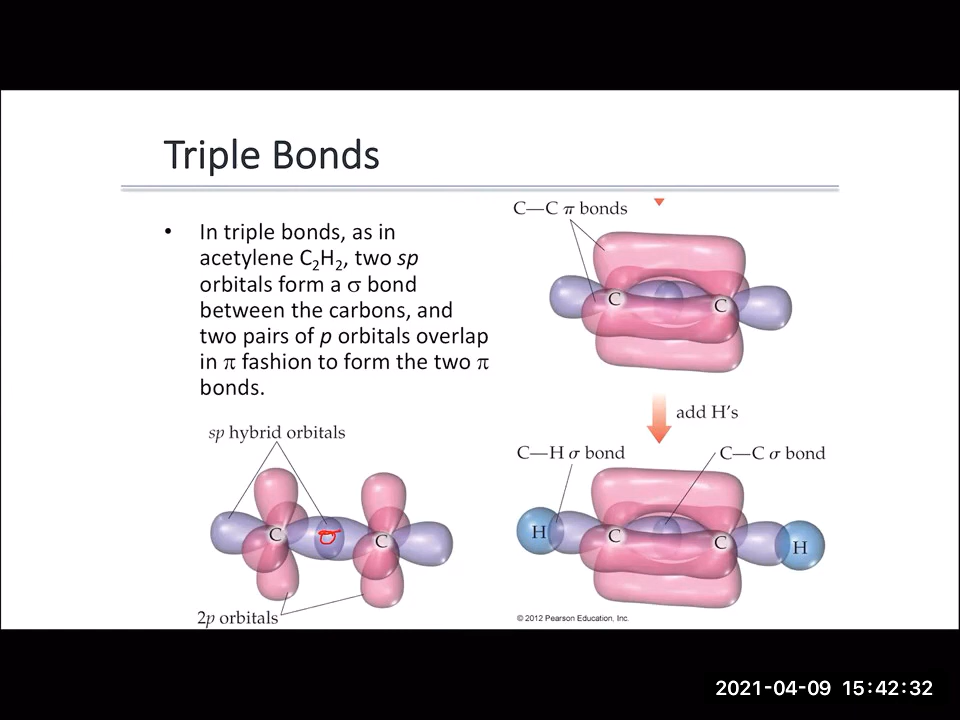 Triple Bonds
• In triple bonds, as in
acetylene C₂H₂, two sp
orbitals form a σ bond
between the carbons, and
two pairs of p orbitals overlap
in π fashion to form the two π
bonds.
sp hybrid orbitals
C
σ
C
2p orbitals
C—C π bonds
C
C
add H's
C—H σ bond
C—C σ bond
H
C
C
H
© 2012 Pearson Education, Inc.
2021-04-09 15:42:32